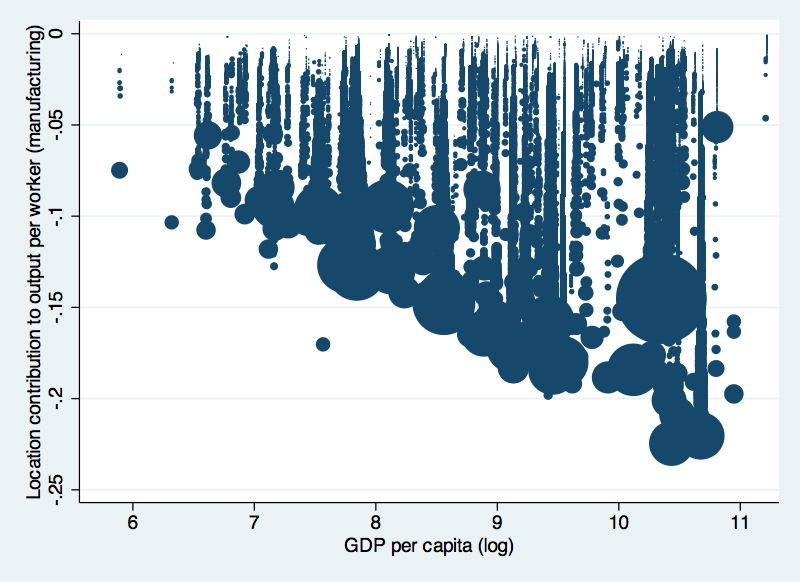 Location contribution to output per worker (manufacturing)
0
-.05
-.1
-.15
-.2
-.25
6 7 8 9 10 11
GDP per capita (log)